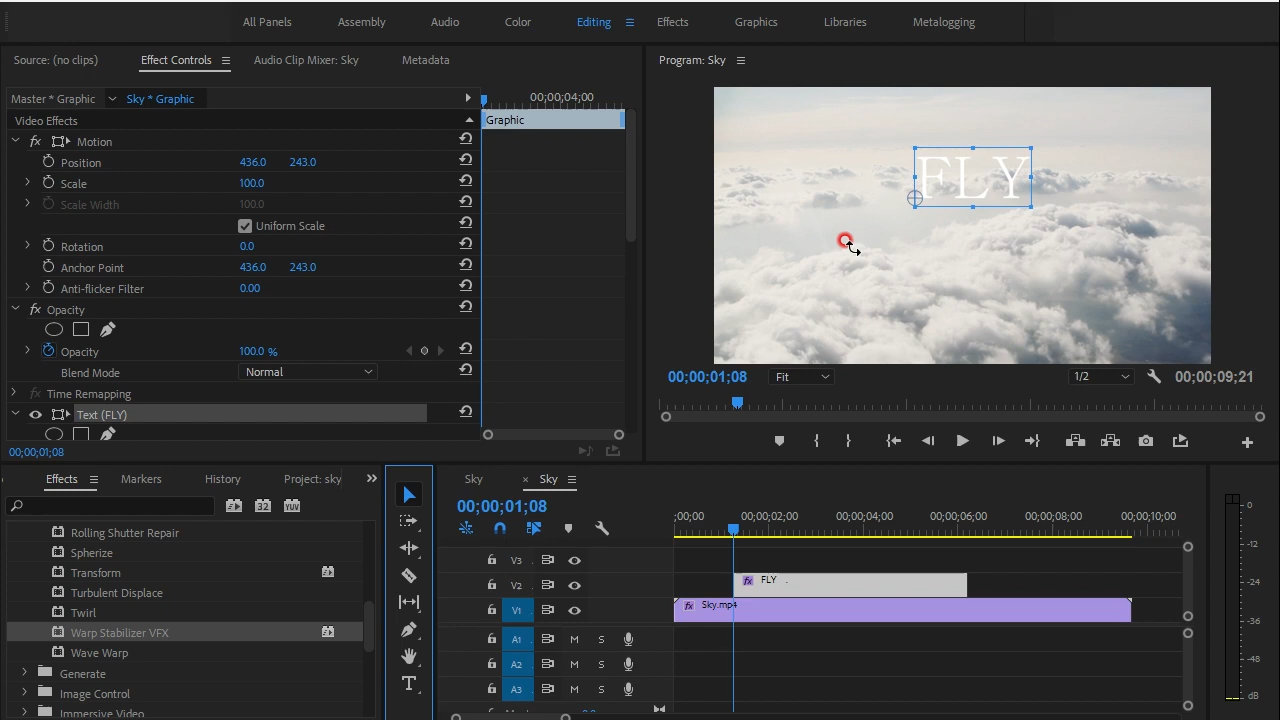 All Panels Assembly Audio Color Editing Effects Graphics Libraries Metalogging
Source: (no clips) Effect Controls Audio Clip Mixer: Sky Metadata
Program: Sky
Master * Graphic Sky * Graphic
00;00;04;00
Video Effects
Graphic
fx Motion
Position 436.0 243.0
Scale 100.0
Scale Width 100.0
Uniform Scale
Rotation 0.0
Anchor Point 436.0 243.0
Anti-flicker Filter 0.00
fx Opacity
Opacity 100.0 %
Blend Mode Normal
fx Time Remapping
Text (FLY)
00;00;01;08
FLY
00;00;01;08 Fit 1/2 00;00;09;21
Effects Markers History Project: sky
32 YUV
Rolling Shutter Repair
Spherize
Transform
Turbulent Displace
Twirl
Warp Stabilizer VFX
Wave Warp
Generate
Image Control
Immersive Video
T
Sky × Sky
00;00;01;08
;00;00 00;00;02;00 00;00;04;00 00;00;06;00 00;00;08;00 00;00;10;00
V3
V2
fx FLY
V1
fx Sky.mp4
A1 M S
A2 M S
A3 M S
0
-12
-24
-36
-48
dB